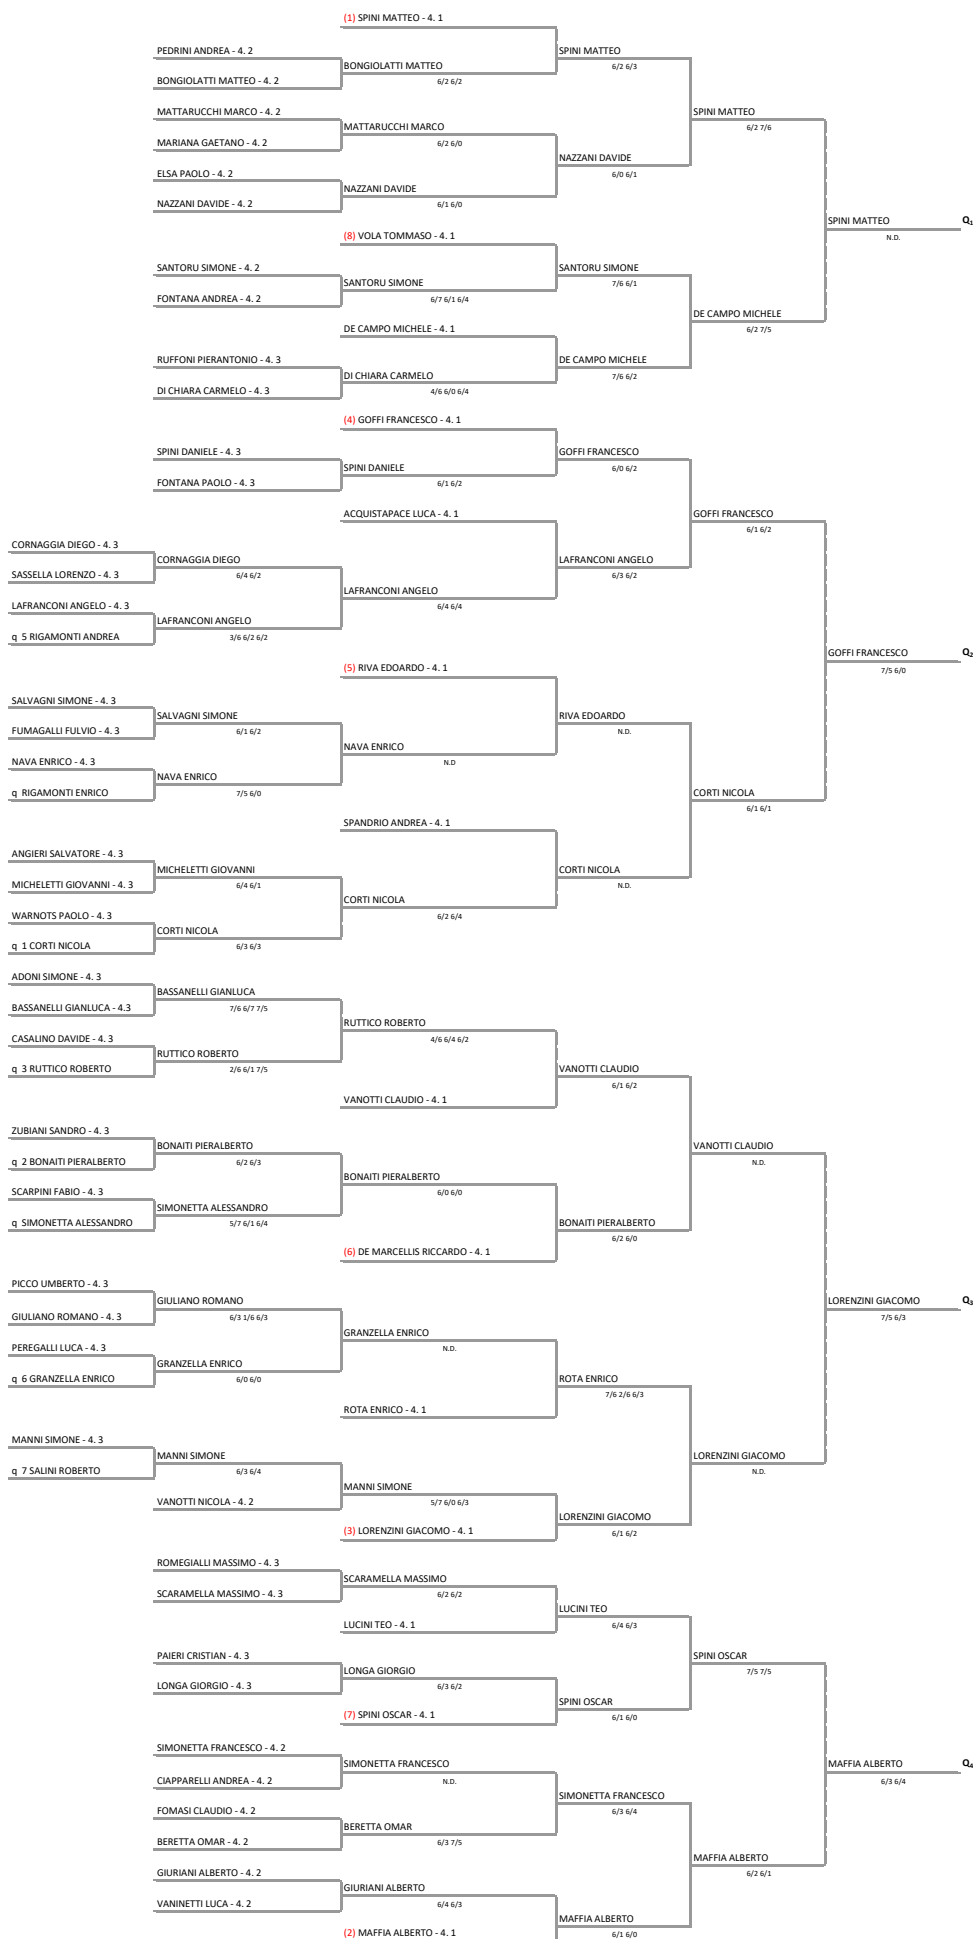 (1) SPINI MATTEO - 4. 1
PEDRINI ANDREA - 4. 2
SPINI MATTEO
BONGIOLATTI MATTEO
6/2 6/3
BONGIOLATTI MATTEO - 4. 2
6/2 6/2
MATTARUCCHI MARCO - 4. 2
SPINI MATTEO
MATTARUCCHI MARCO
6/2 7/6
MARIANA GAETANO - 4. 2
6/2 6/0
NAZZANI DAVIDE
ELSA PAOLO - 4. 2
6/0 6/1
NAZZANI DAVIDE
NAZZANI DAVIDE - 4. 2
6/1 6/0
SPINI MATTEO
Q₁
(8) VOLA TOMMASO - 4. 1
N.D.
SANTORU SIMONE - 4. 2
SANTORU SIMONE
SANTORU SIMONE
7/6 6/1
FONTANA ANDREA - 4. 2
6/7 6/1 6/4
DE CAMPO MICHELE
DE CAMPO MICHELE - 4. 1
6/2 7/5
RUFFONI PIERANTONIO - 4. 3
DE CAMPO MICHELE
DI CHIARA CARMELO
7/6 6/2
DI CHIARA CARMELO - 4. 3
4/6 6/0 6/4
(4) GOFFI FRANCESCO - 4. 1
SPINI DANIELE - 4. 3
GOFFI FRANCESCO
SPINI DANIELE
6/0 6/2
FONTANA PAOLO - 4. 3
6/1 6/2
ACQUISTAPACE LUCA - 4. 1
GOFFI FRANCESCO
6/1 6/2
CORNAGGIA DIEGO - 4. 3
CORNAGGIA DIEGO
LAFRANCONI ANGELO
SASSELLA LORENZO - 4. 3
6/4 6/2
6/3 6/2
LAFRANCONI ANGELO
LAFRANCONI ANGELO - 4. 3
6/4 6/4
LAFRANCONI ANGELO
q 5 RIGAMONTI ANDREA
3/6 6/2 6/2
GOFFI FRANCESCO
Q₂
(5) RIVA EDOARDO - 4. 1
7/5 6/0
SALVAGNI SIMONE - 4. 3
SALVAGNI SIMONE
RIVA EDOARDO
FUMAGALLI FULVIO - 4. 3
6/1 6/2
N.D.
NAVA ENRICO
NAVA ENRICO - 4. 3
N.D
NAVA ENRICO
q RIGAMONTI ENRICO
7/5 6/0
CORTI NICOLA
6/1 6/1
SPANDRIO ANDREA - 4. 1
ANGIERI SALVATORE - 4. 3
MICHELETTI GIOVANNI
CORTI NICOLA
MICHELETTI GIOVANNI - 4. 3
6/4 6/1
N.D.
CORTI NICOLA
WARNOTS PAOLO - 4. 3
6/2 6/4
CORTI NICOLA
q 1 CORTI NICOLA
6/3 6/3
ADONI SIMONE - 4. 3
BASSANELLI GIANLUCA
BASSANELLI GIANLUCA - 4.3
7/6 6/7 7/5
RUTTICO ROBERTO
CASALINO DAVIDE - 4. 3
4/6 6/4 6/2
RUTTICO ROBERTO
q 3 RUTTICO ROBERTO
2/6 6/1 7/5
VANOTTI CLAUDIO
6/1 6/2
VANOTTI CLAUDIO - 4. 1
ZUBIANI SANDRO - 4. 3
BONAITI PIERALBERTO
VANOTTI CLAUDIO
q 2 BONAITI PIERALBERTO
6/2 6/3
N.D.
BONAITI PIERALBERTO
SCARPINI FABIO - 4. 3
6/0 6/0
SIMONETTA ALESSANDRO
q SIMONETTA ALESSANDRO
5/7 6/1 6/4
BONAITI PIERALBERTO
6/2 6/0
(6) DE MARCELLIS RICCARDO - 4. 1
PICCO UMBERTO - 4. 3
GIULIANO ROMANO
LORENZINI GIACOMO
Q₃
GIULIANO ROMANO - 4. 3
6/3 1/6 6/3
7/5 6/3
GRANZELLA ENRICO
PEREGALLI LUCA - 4. 3
N.D.
GRANZELLA ENRICO
q 6 GRANZELLA ENRICO
6/0 6/0
ROTA ENRICO
7/6 2/6 6/3
ROTA ENRICO - 4. 1
MANNI SIMONE - 4. 3
MANNI SIMONE
LORENZINI GIACOMO
q 7 SALINI ROBERTO
6/3 6/4
N.D.
MANNI SIMONE
VANOTTI NICOLA - 4. 2
5/7 6/0 6/3
LORENZINI GIACOMO
(3) LORENZINI GIACOMO - 4. 1
6/1 6/2
ROMEGIALLI MASSIMO - 4. 3
SCARAMELLA MASSIMO
SCARAMELLA MASSIMO - 4. 3
6/2 6/2
LUCINI TEO
LUCINI TEO - 4. 1
6/4 6/3
PAIERI CRISTIAN - 4. 3
SPINI OSCAR
LONGA GIORGIO
7/5 7/5
LONGA GIORGIO - 4. 3
6/3 6/2
SPINI OSCAR
(7) SPINI OSCAR - 4. 1
6/1 6/0
SIMONETTA FRANCESCO - 4. 2
SIMONETTA FRANCESCO
MAFFIA ALBERTO
Q₄
CIAPPARELLI ANDREA - 4. 2
N.D.
6/3 6/4
SIMONETTA FRANCESCO
FOMASI CLAUDIO - 4. 2
6/3 6/4
BERETTA OMAR
BERETTA OMAR - 4. 2
6/3 7/5
MAFFIA ALBERTO
GIURIANI ALBERTO - 4. 2
6/2 6/1
GIURIANI ALBERTO
VANINETTI LUCA - 4. 2
6/4 6/3
MAFFIA ALBERTO
(2) MAFFIA ALBERTO - 4. 1
6/1 6/0